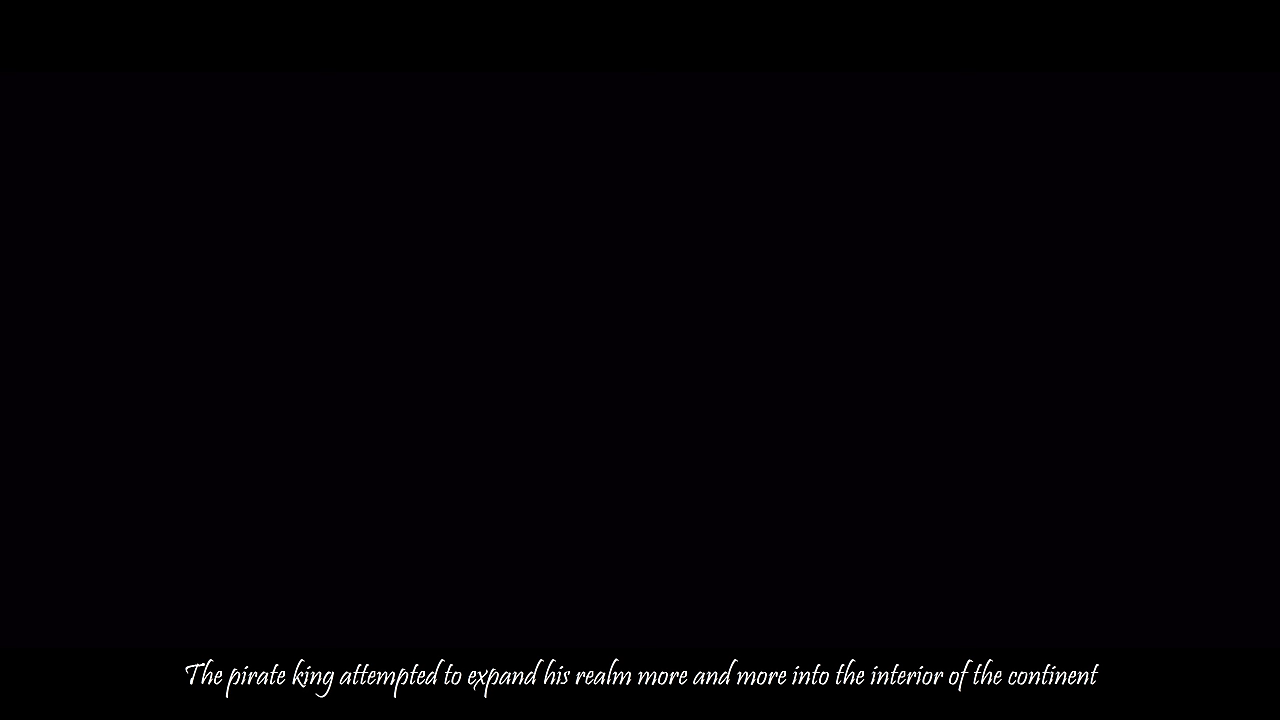 The pirate king attempted to expand his realm more and more into the interior of the continent